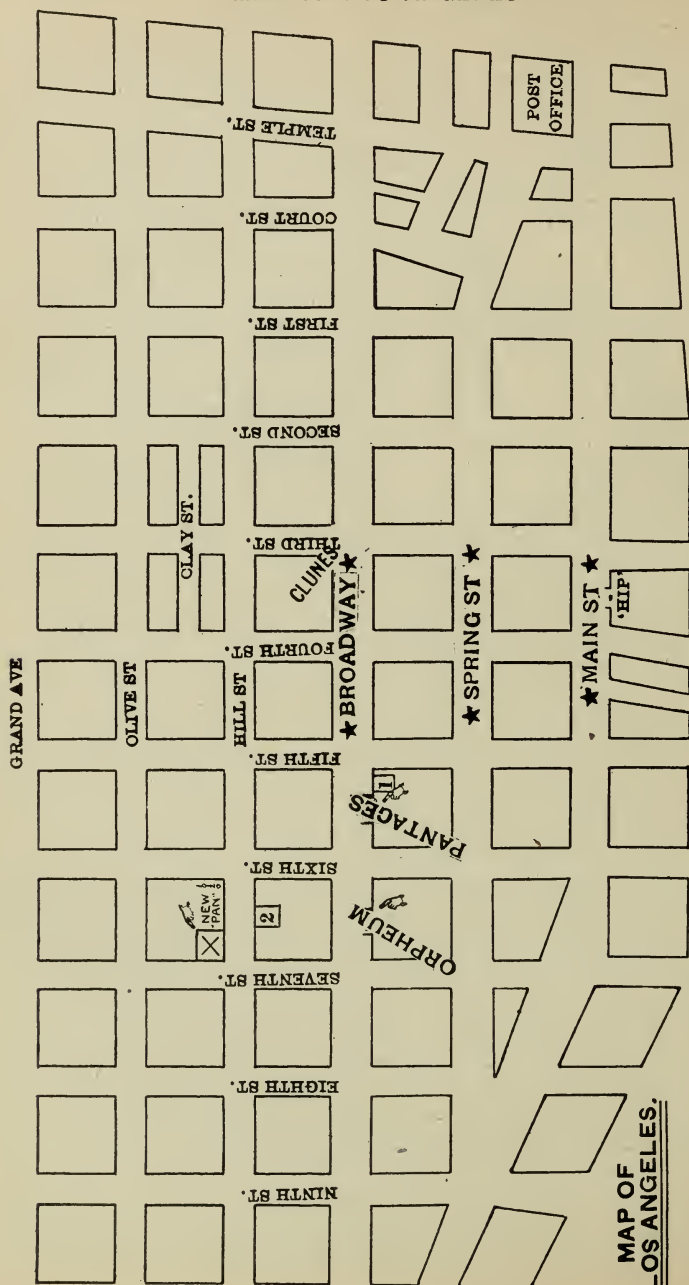 TEMPLE ST.
POST
OFFICE
COURT ST.
FIRST ST.
SECOND ST.
CLAY ST.
THIRD ST.
CLUNES
★ BROADWAY ★
★ SPRING ST ★
★ MAIN ST ★
'HIP'
FOURTH ST.
GRAND AVE
OLIVE ST
HILL ST
FIFTH ST.
1
PANTAGES
SIXTH ST.
NEW
"PAN"
X
2
ORPHEUM
SEVENTH ST.
EIGHTH ST.
NINTH ST.
MAP OF
LOS ANGELES.